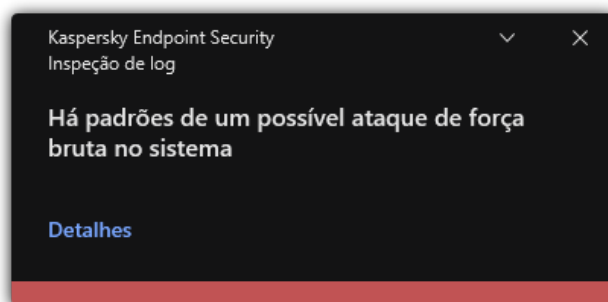 Kaspersky Endpoint Security
Inspeção de log
Há padrões de um possível ataque de força
bruta no sistema
Detalhes